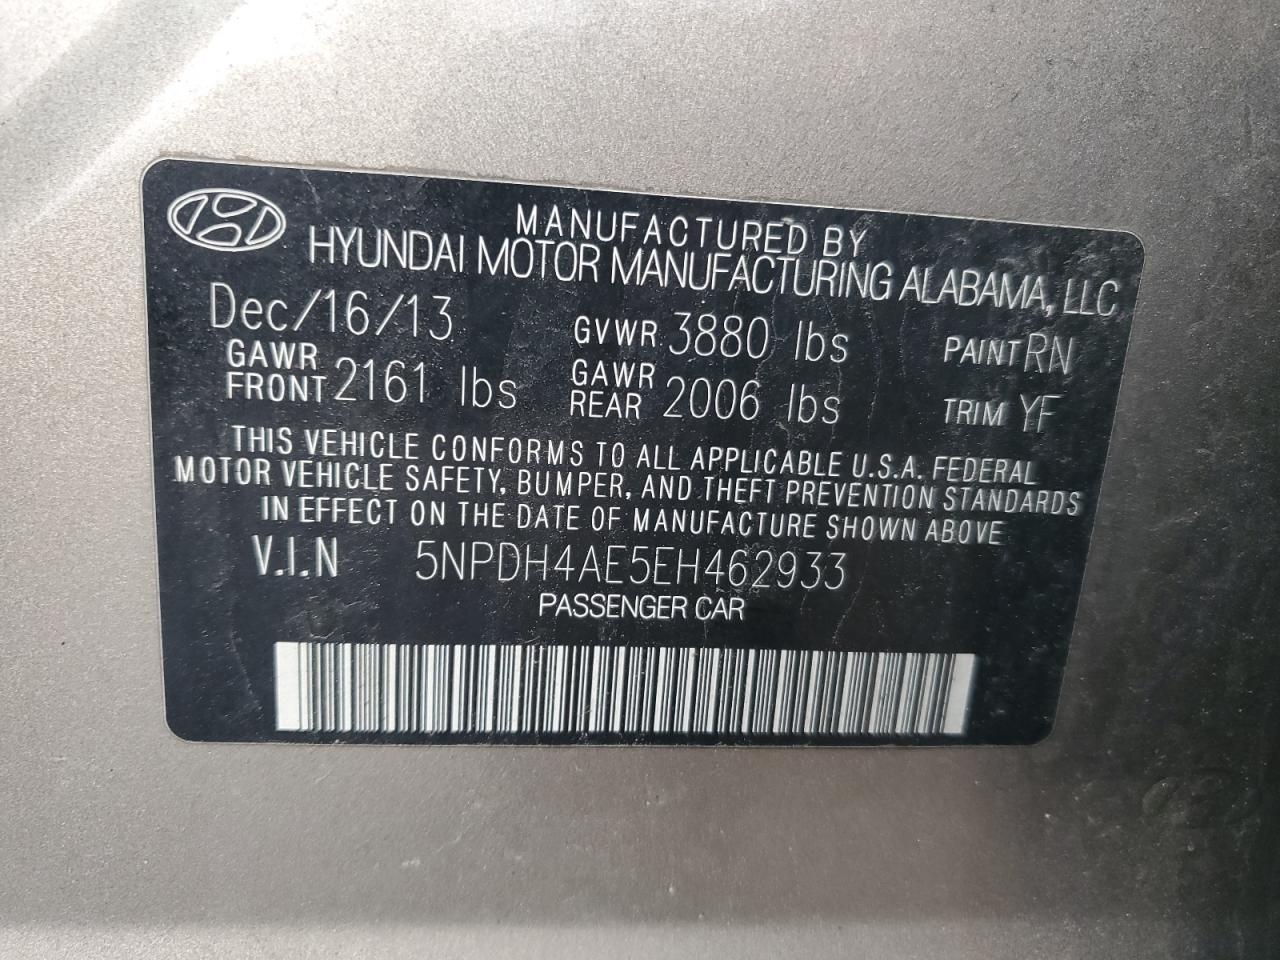 MANUFACTURED BY
HYUNDAI MOTOR MANUFACTURING ALABAMA, LLC
Dec/16/13 GVWR 3880 lbs PAINT RN
GAWR FRONT 2161 lbs GAWR REAR 2006 lbs TRIM YF
THIS VEHICLE CONFORMS TO ALL APPLICABLE U.S.A. FEDERAL
MOTOR VEHICLE SAFETY, BUMPER, AND THEFT PREVENTION STANDARDS
IN EFFECT ON THE DATE OF MANUFACTURE SHOWN ABOVE
V.I.N 5NPDH4AE5EH462933
PASSENGER CAR